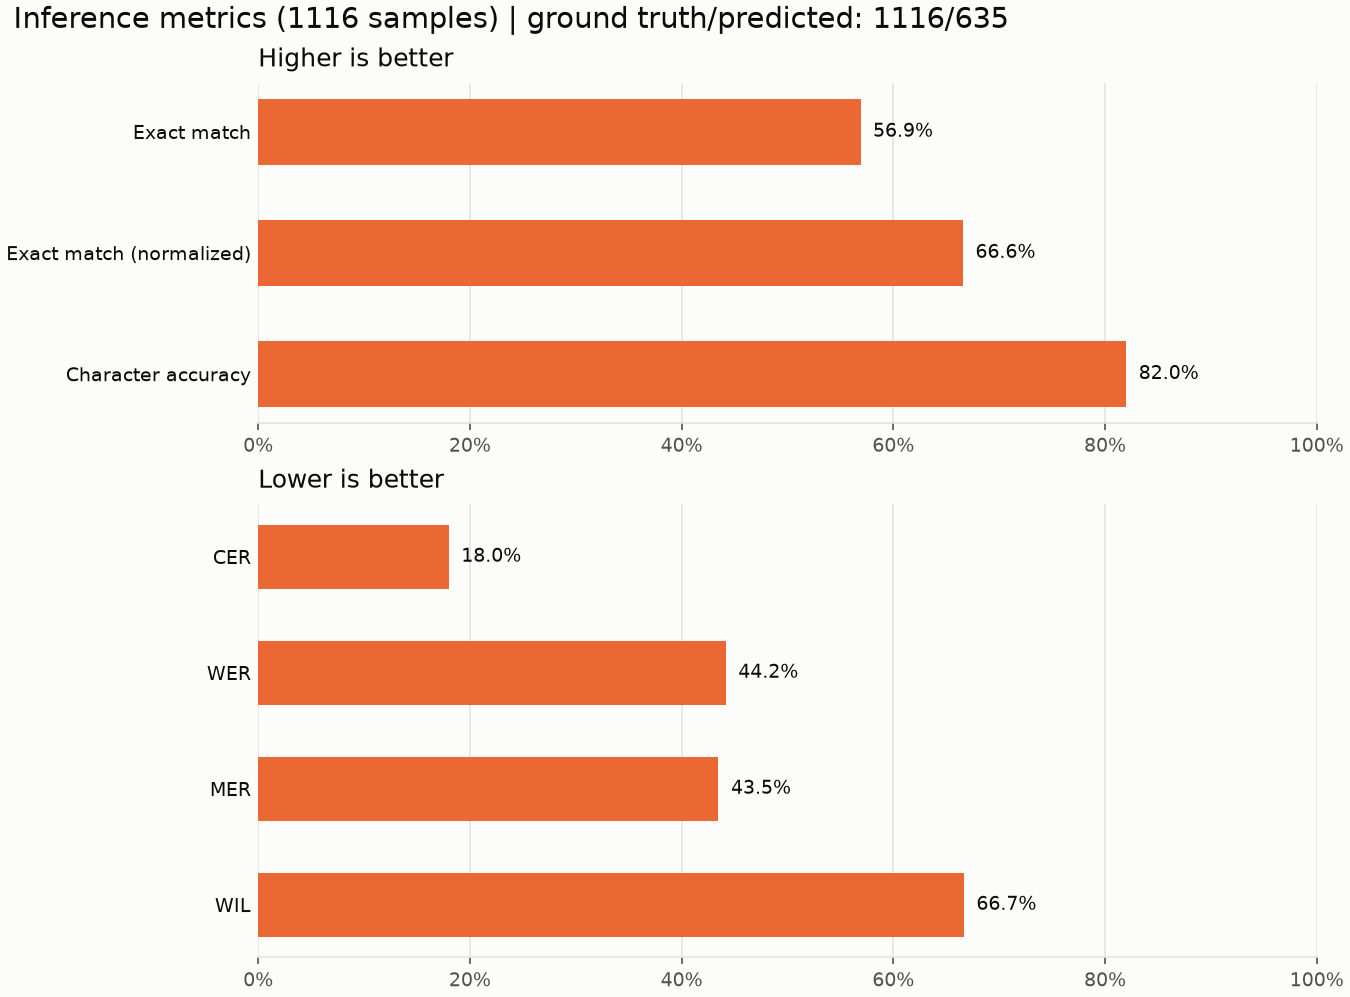 Inference metrics (1116 samples) | ground truth/predicted: 1116/635
Higher is better
Exact match 56.9%
Exact match (normalized) 66.6%
Character accuracy 82.0%
0% 20% 40% 60% 80% 100%
Lower is better
CER 18.0%
WER 44.2%
MER 43.5%
WIL 66.7%
0% 20% 40% 60% 80% 100%